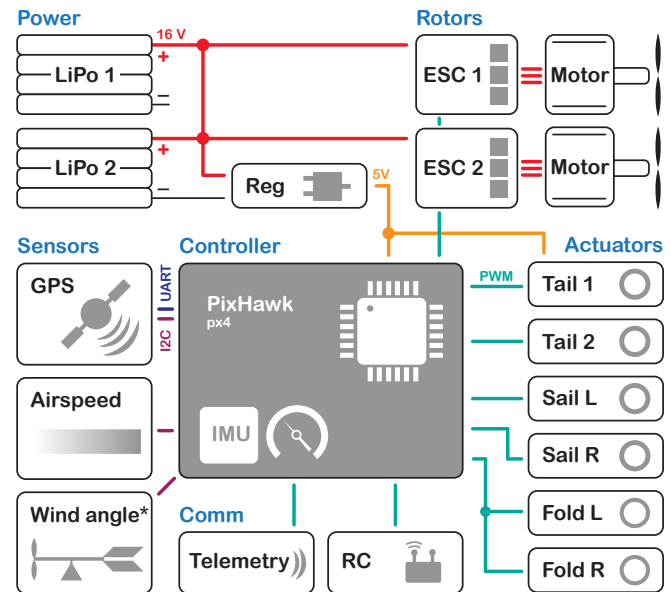 Power
Rotors
16 V
+
LiPo 1
–
ESC 1
Motor
+
LiPo 2
–
Reg
5V
ESC 2
Motor
Sensors
Controller
Actuators
GPS
UART
I2C
PixHawk
px4
PWM
Tail 1
Tail 2
Airspeed
IMU
Sail L
Sail R
Wind angle*
Comm
Telemetry
RC
Fold L
Fold R